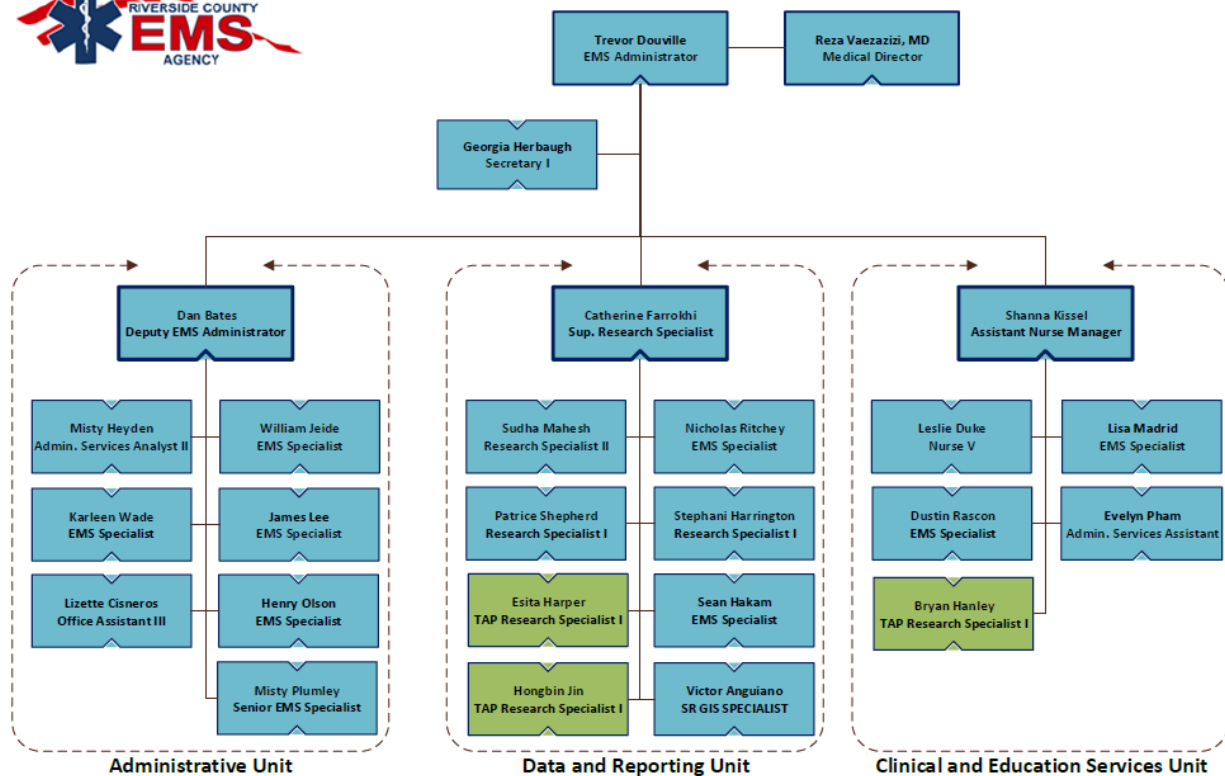 RIVERSIDE COUNTY
EMS
AGENCY
Trevor Douville
EMS Administrator
Reza Vaezazizi, MD
Medical Director
Georgia Herbaugh
Secretary I
Dan Bates
Deputy EMS Administrator
Catherine Farrokhi
Sup. Research Specialist
Shanna Kissel
Assistant Nurse Manager
Misty Heyden
Admin. Services Analyst II
William Jeide
EMS Specialist
Karleen Wade
EMS Specialist
James Lee
EMS Specialist
Lizette Cisneros
Office Assistant III
Henry Olson
EMS Specialist
Misty Plumley
Senior EMS Specialist
Sudha Mahesh
Research Specialist II
Nicholas Ritchey
EMS Specialist
Patrice Shepherd
Research Specialist I
Stephani Harrington
Research Specialist I
Esita Harper
TAP Research Specialist I
Sean Hakam
EMS Specialist
Hongbin Jin
TAP Research Specialist I
Victor Anguiano
SR GIS SPECIALIST
Leslie Duke
Nurse V
Lisa Madrid
EMS Specialist
Dustin Rascon
EMS Specialist
Evelyn Pham
Admin. Services Assistant
Bryan Hanley
TAP Research Specialist I
Administrative Unit
Data and Reporting Unit
Clinical and Education Services Unit